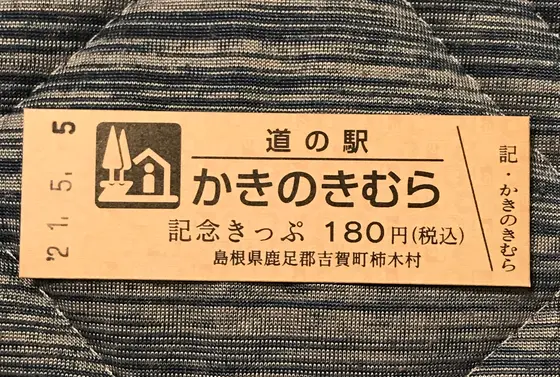 '21.5.5
道の駅
かきのきむら
記念きっぷ 180円(税込)
島根県鹿足郡吉賀町柿木村
記・かきのきむら